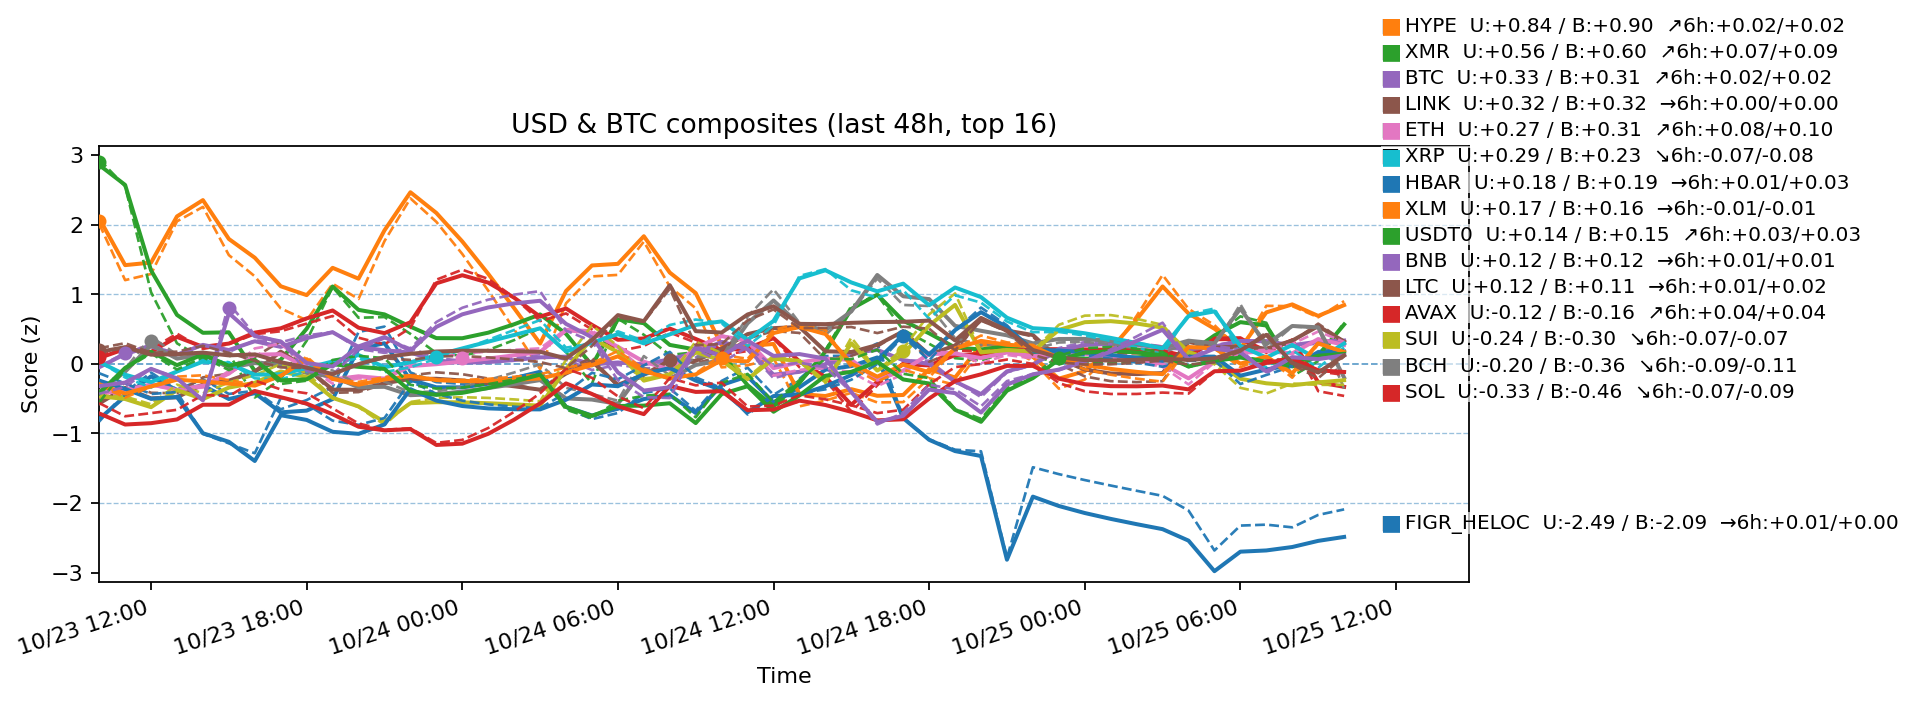 HYPE  U:+0.84 / B:+0.90  ↗6h:+0.02/+0.02
XMR  U:+0.56 / B:+0.60  ↗6h:+0.07/+0.09
BTC  U:+0.33 / B:+0.31  ↗6h:+0.02/+0.02
LINK  U:+0.32 / B:+0.32  →6h:+0.00/+0.00
USD & BTC composites (last 48h, top 16)
ETH  U:+0.27 / B:+0.31  ↗6h:+0.08/+0.10
XRP  U:+0.29 / B:+0.23  ↘6h:-0.07/-0.08
HBAR  U:+0.18 / B:+0.19  →6h:+0.01/+0.03
XLM  U:+0.17 / B:+0.16  →6h:-0.01/-0.01
USDT0  U:+0.14 / B:+0.15  ↗6h:+0.03/+0.03
BNB  U:+0.12 / B:+0.12  →6h:+0.01/+0.01
LTC  U:+0.12 / B:+0.11  →6h:+0.01/+0.02
AVAX  U:-0.12 / B:-0.16  ↗6h:+0.04/+0.04
SUI  U:-0.24 / B:-0.30  ↘6h:-0.07/-0.07
BCH  U:-0.20 / B:-0.36  ↘6h:-0.09/-0.11
SOL  U:-0.33 / B:-0.46  ↘6h:-0.07/-0.09
FIGR_HELOC  U:-2.49 / B:-2.09  →6h:+0.01/+0.00
Score (z)
3
2
1
0
−1
−2
−3
10/23 12:00
10/23 18:00
10/24 00:00
10/24 06:00
10/24 12:00
10/24 18:00
10/25 00:00
10/25 06:00
10/25 12:00
Time